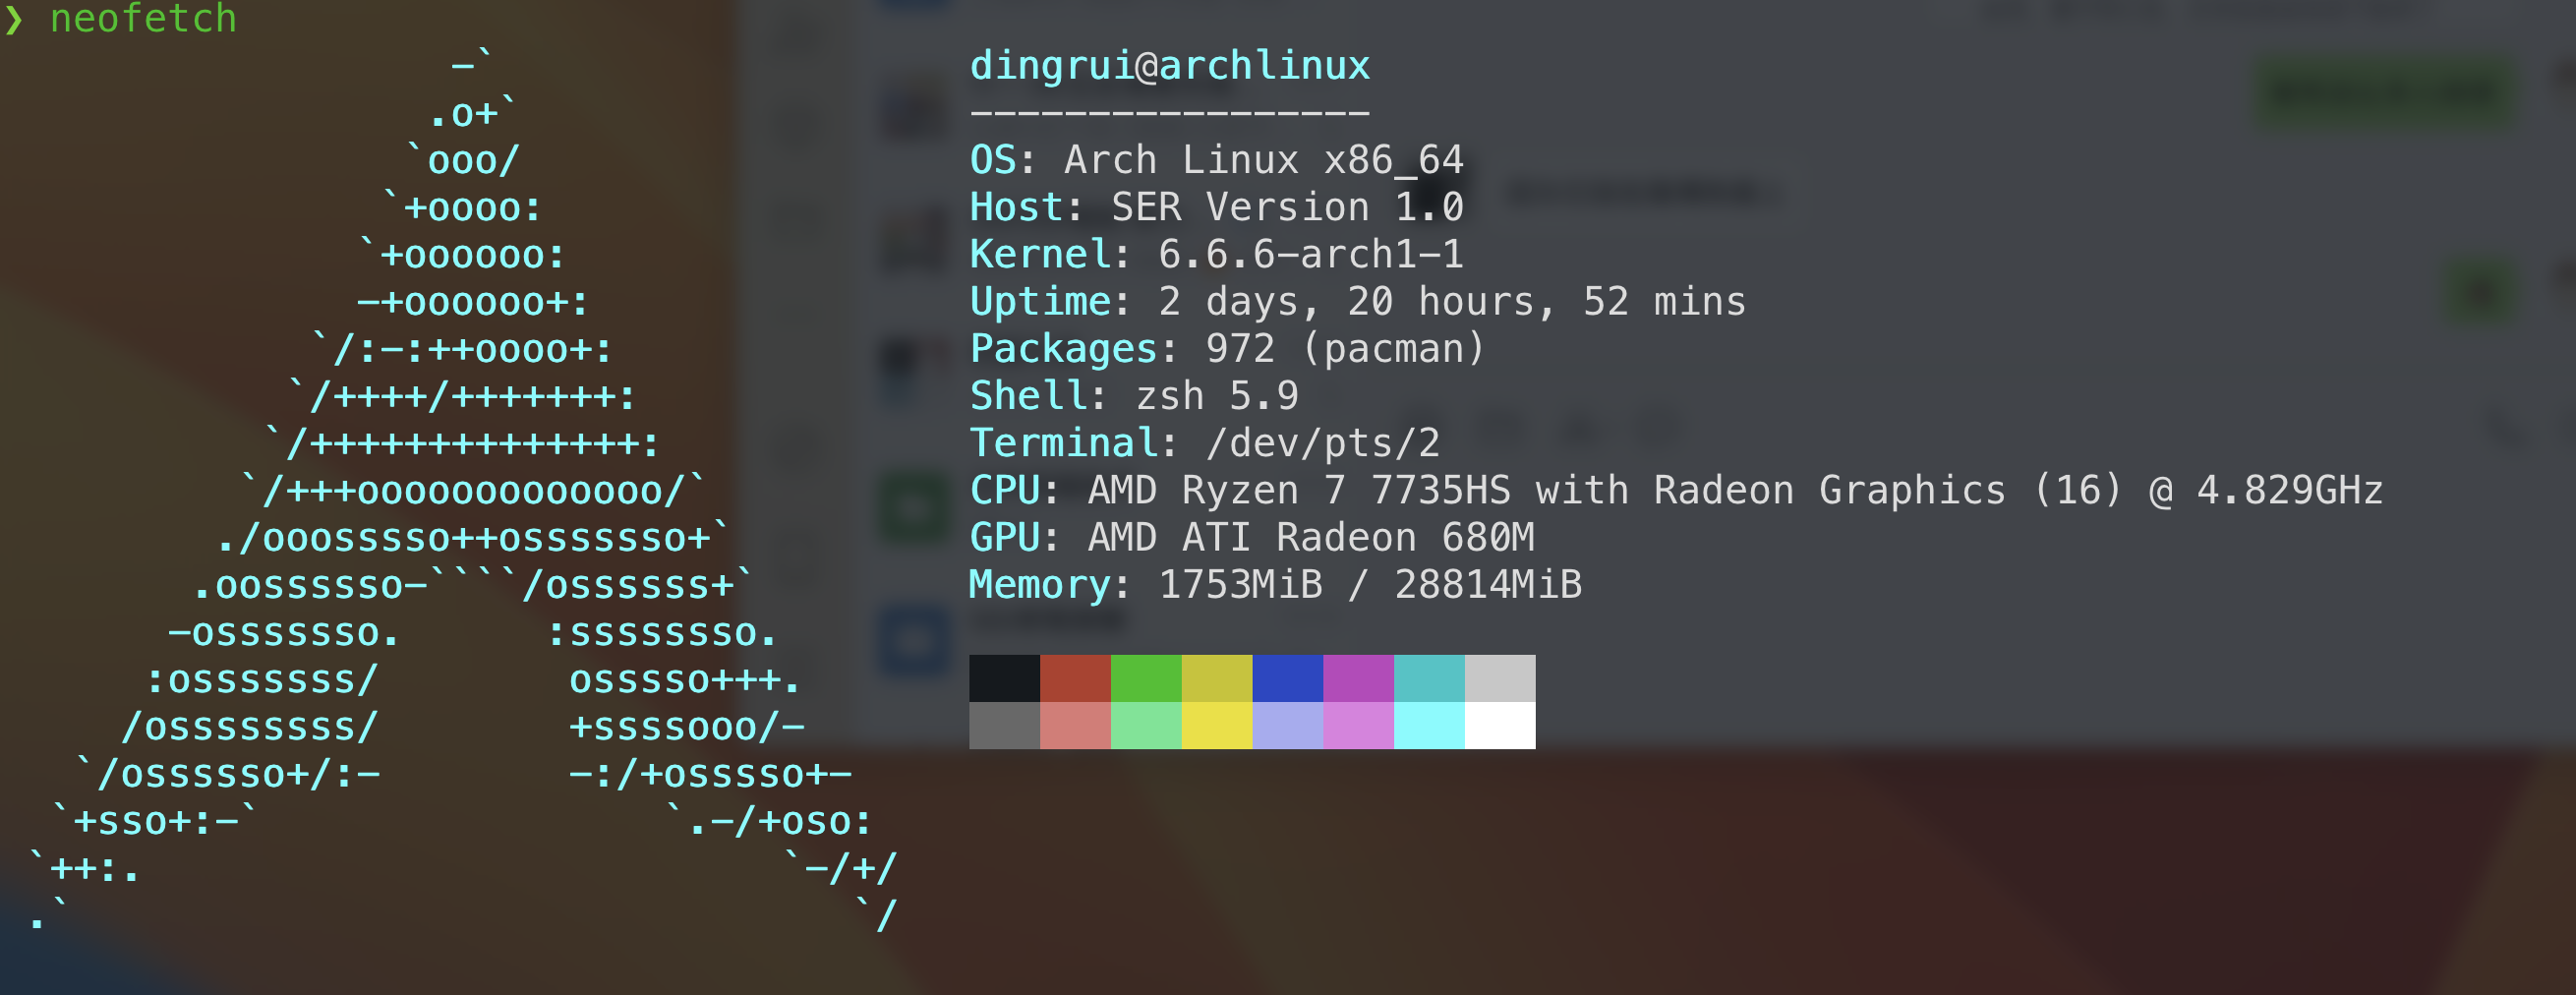 ❯ neofetch
                   -`
                  .o+`
                 `ooo/
                `+oooo:
               `+oooooo:
               -+oooooo+:
             `/:-:++oooo+:
            `/++++/+++++++:
           `/++++++++++++++:
          `/+++ooooooooooooo/`
         ./ooosssso++osssssso+`
        .oossssso-````/ossssss+`
       -osssssso.      :ssssssso.
      :osssssss/        osssso+++.
     /ossssssss/        +ssssooo/-
   `/ossssso+/:-        -:/+osssso+-
  `+sso+:-`                 `.-/+oso:
 `++:.                           `-/+/
 .`                                 `/
dingrui@archlinux
-----------------
OS: Arch Linux x86_64
Host: SER Version 1.0
Kernel: 6.6.6-arch1-1
Uptime: 2 days, 20 hours, 52 mins
Packages: 972 (pacman)
Shell: zsh 5.9
Terminal: /dev/pts/2
CPU: AMD Ryzen 7 7735HS with Radeon Graphics (16) @ 4.829GHz
GPU: AMD ATI Radeon 680M
Memory: 1753MiB / 28814MiB